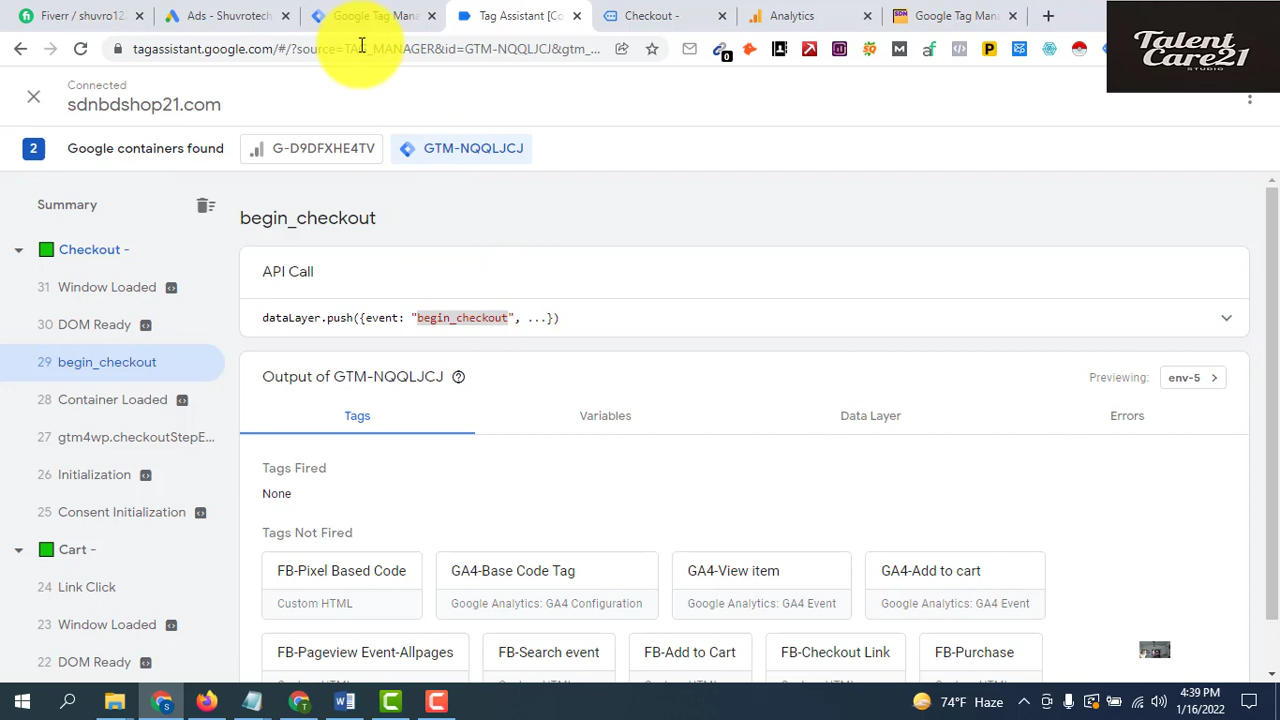 Fiverr / shuvro12
Ads - Shuvrotech
Google Tag Mana
Tag Assistant [Co
Checkout -
Analytics
Google Tag Mana
tagassistant.google.com/#/?source=TAG_MANAGER&id=GTM-NQQLJCJ&gtm_...
0
Talent
Care21
STUDIO
Connected
sdnbdshop21.com
2
Google containers found
G-D9DFXHE4TV
GTM-NQQLJCJ
Summary
begin_checkout
Checkout -
31 Window Loaded
30 DOM Ready
29 begin_checkout
28 Container Loaded
27 gtm4wp.checkoutStepE...
26 Initialization
25 Consent Initialization
Cart -
24 Link Click
23 Window Loaded
22 DOM Ready
API Call
dataLayer.push({event: "begin_checkout", ...})
Output of GTM-NQQLJCJ
Previewing:
env-5
Tags
Variables
Data Layer
Errors
Tags Fired
None
Tags Not Fired
FB-Pixel Based Code
Custom HTML
GA4-Base Code Tag
Google Analytics: GA4 Configuration
GA4-View item
Google Analytics: GA4 Event
GA4-Add to cart
Google Analytics: GA4 Event
FB-Pageview Event-Allpages
FB-Search event
FB-Add to Cart
FB-Checkout Link
FB-Purchase
74°F Haze
4:39 PM
1/16/2022